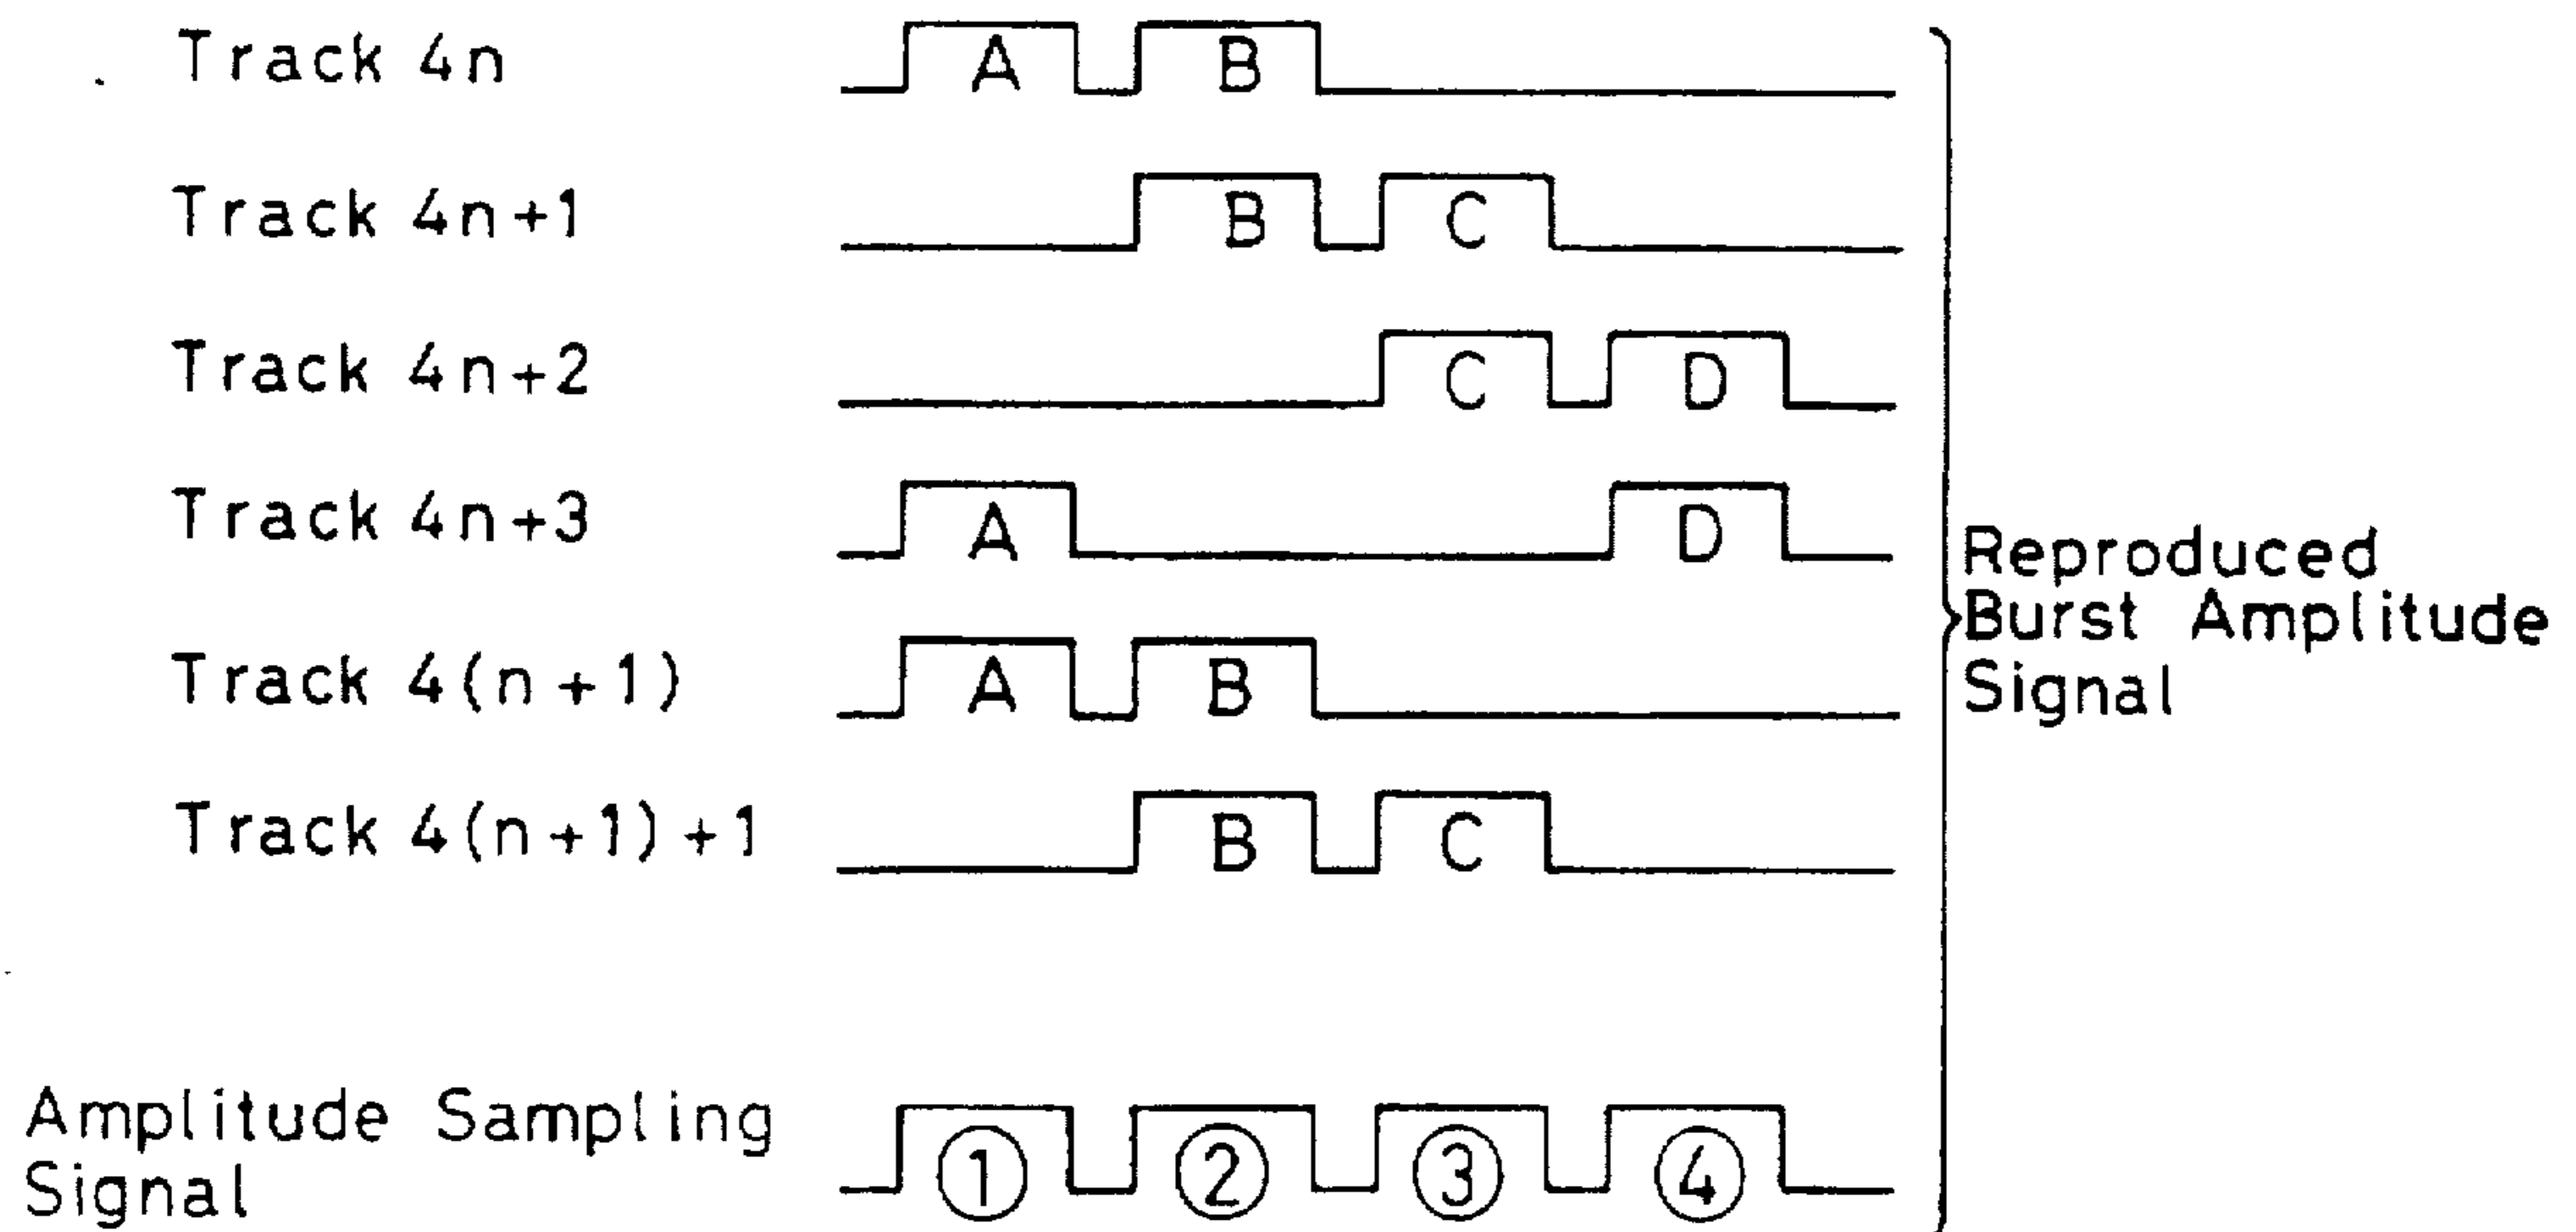 Track 4n A B
Track 4n+1 B C
Track 4n+2 C D
Track 4n+3 A D
Track 4(n+1) A B
Track 4(n+1)+1 B C
Reproduced
Burst Amplitude
Signal
Amplitude Sampling
Signal
① ② ③ ④